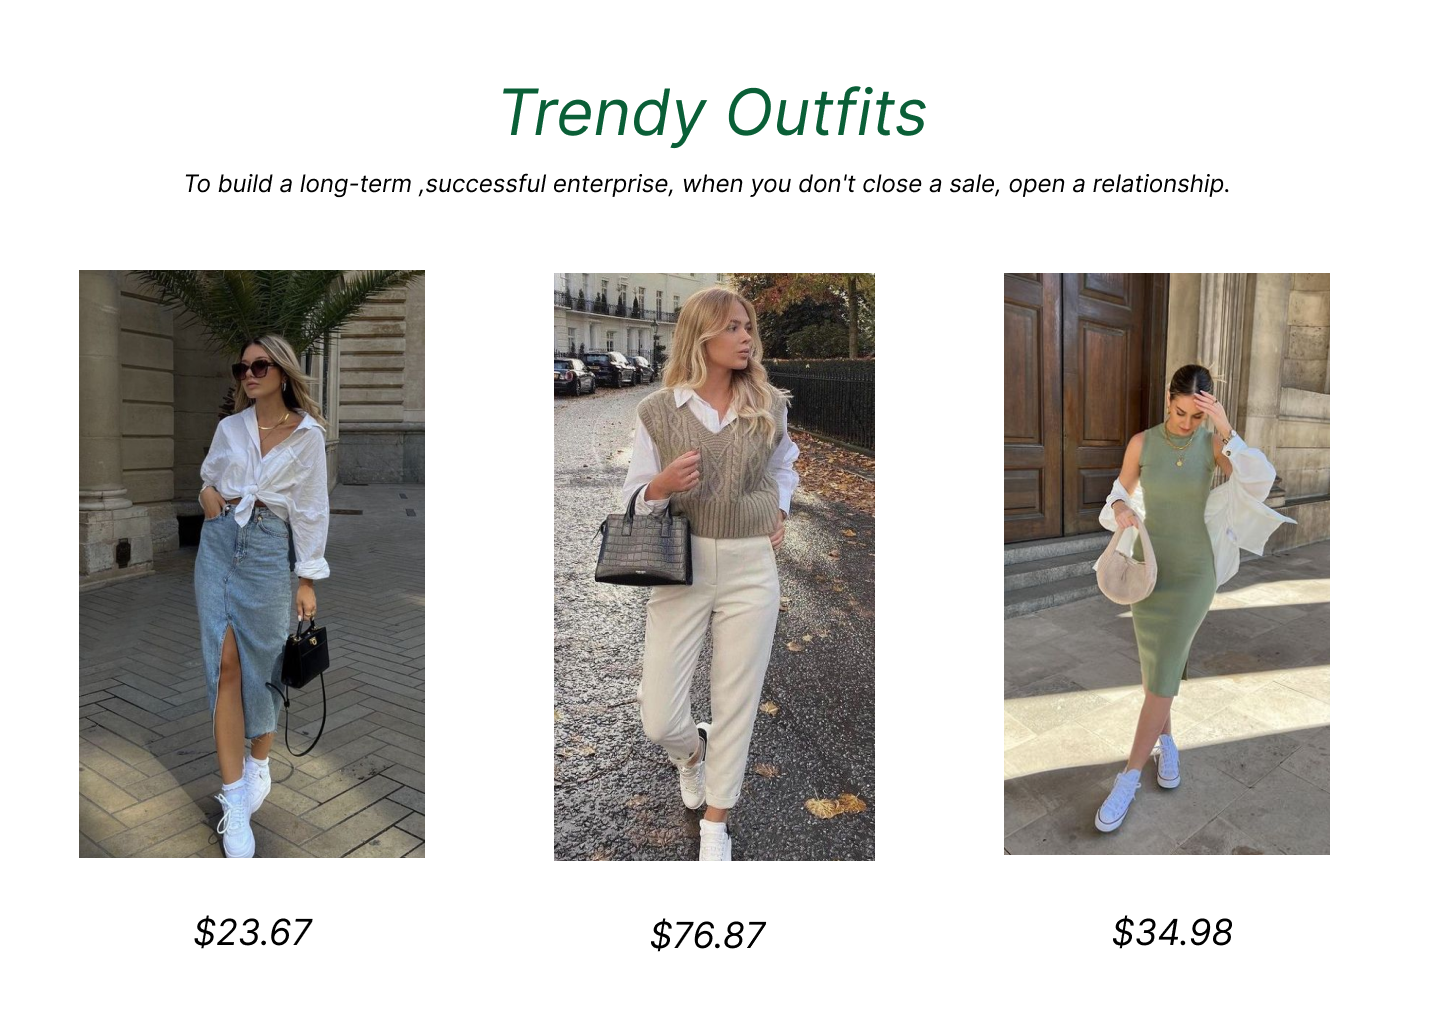 Trendy Outfits
To build a long-term ,successful enterprise, when you don't close a sale, open a relationship.
$23.67
$76.87
$34.98